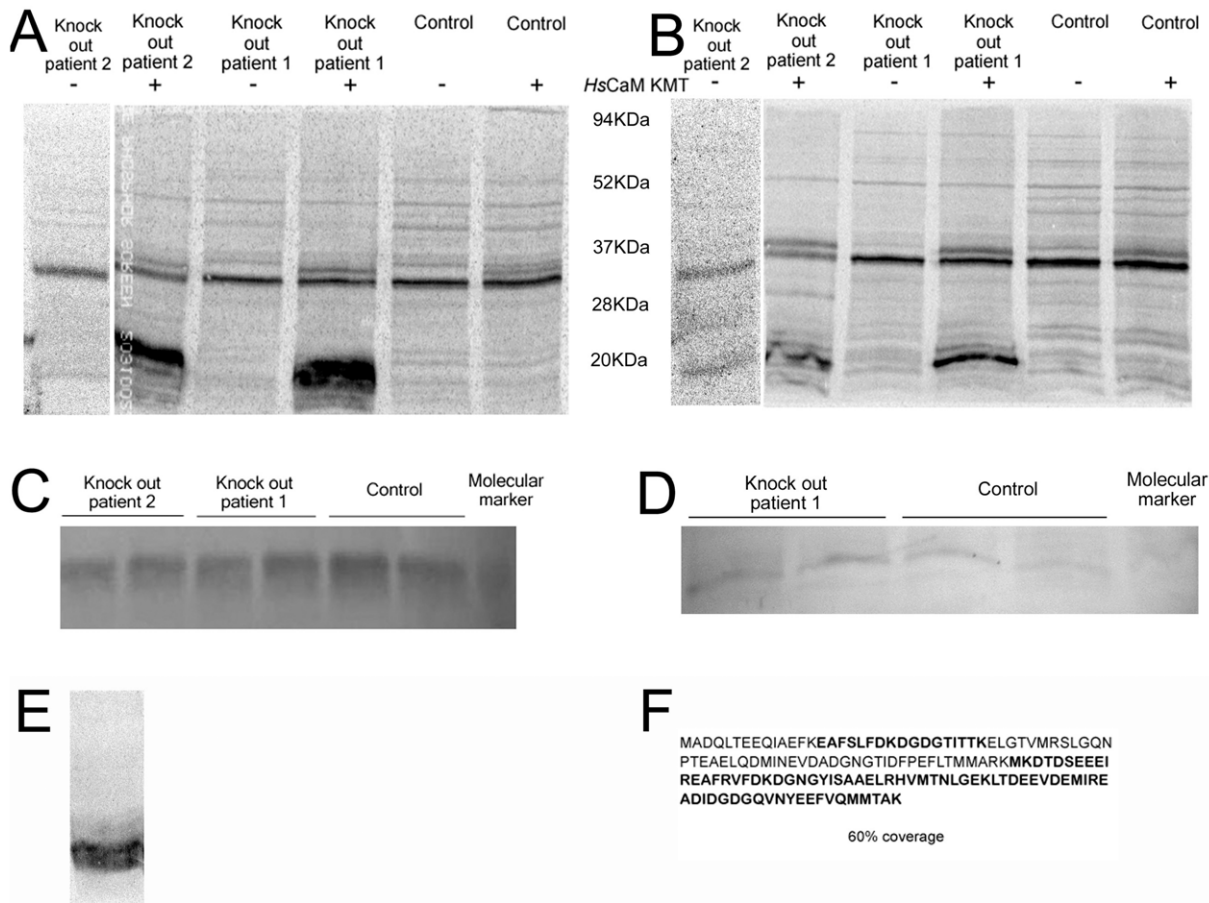 A
Knock out patient 2
Knock out patient 2
Knock out patient 1
Knock out patient 1
Control
Control
- + - + - +
B
Knock out patient 2
Knock out patient 2
Knock out patient 1
Knock out patient 1
Control
Control
HsCaM KMT
- + - + - +
94KDa
52KDa
37KDa
28KDa
20KDa
C
Knock out patient 2
Knock out patient 1
Control
Molecular marker
D
Knock out patient 1
Control
Molecular marker
E
F
MADQLTEEQIAEFKEAFSLFDKDGDGTITTKELGTVMRSLGQN
PTEAELQDMINEVDADGNGTIDFPEFLTMMARKMKDTDSEEEI
REAFRVFDKDGNGYISAAELRHVMTNLGEKLTDEEVDEMIRE
ADIDGDGQVNYEEFVQMMTAK
60% coverage